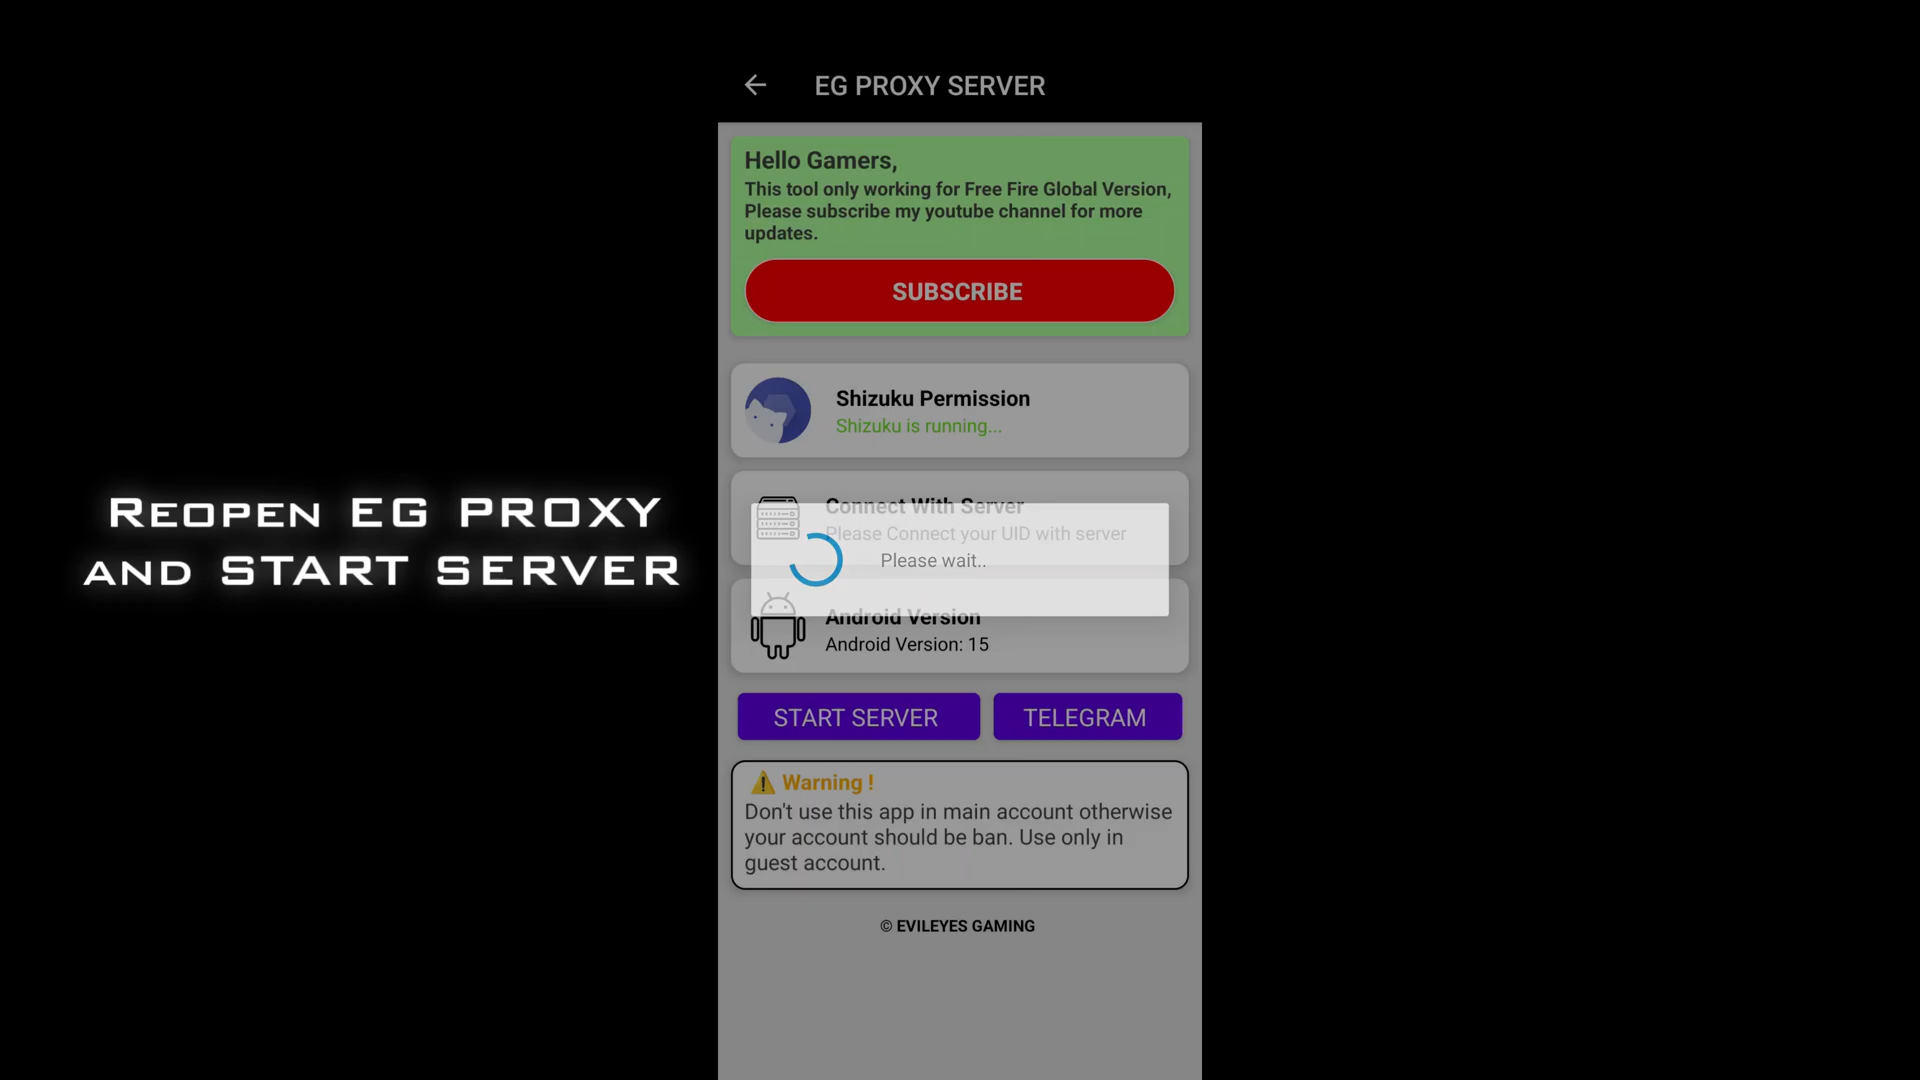 EG PROXY SERVER
Hello Gamers,
This tool only working for Free Fire Global Version,
Please subscribe my youtube channel for more
updates.
SUBSCRIBE
Shizuku Permission
Shizuku is running...
REOPEN EG PROXY
AND START SERVER
Connect With Server
Please Connect your UID with server
Please wait..
Android Version
Android Version: 15
START SERVER
TELEGRAM
Warning !
Don't use this app in main account otherwise
your account should be ban. Use only in
guest account.
© EVILEYES GAMING